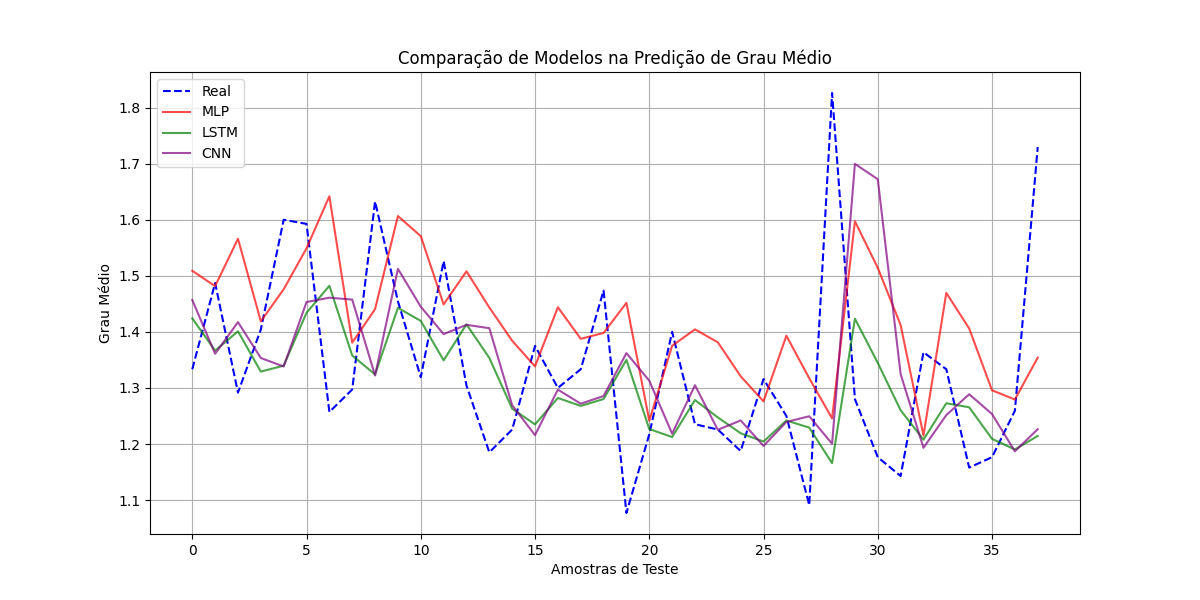 Comparação de Modelos na Predição de Grau Médio
Real
MLP
LSTM
CNN
Grau Médio
1.8
1.7
1.6
1.5
1.4
1.3
1.2
1.1
0 5 10 15 20 25 30 35
Amostras de Teste